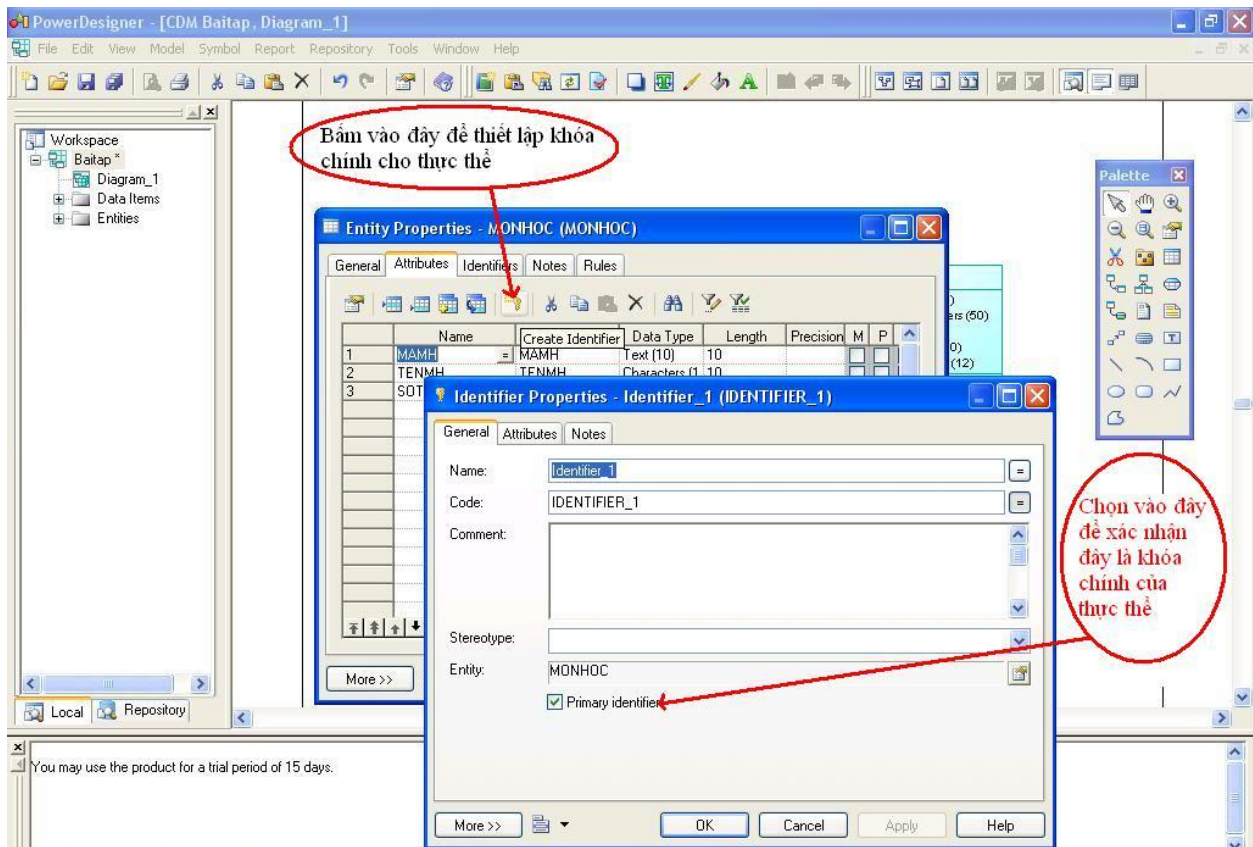 PowerDesigner - [CDM Baitap, Diagram_1]
File Edit View Model Symbol Report Repository Tools Window Help
Workspace
Baitap *
Diagram_1
Data Items
Entities
Local Repository
Bấm vào đây để thiết lập khóa
chính cho thực thể
Palette
Entity Properties - MONHOC (MONHOC)
General Attributes Identifiers Notes Rules
Create Identifier
Name Data Type Length Precision M P
1 MAMH = MAMH Text (10) 10
2 TENMH TENMH Characters (1 10
3 SOT
ers (50)
0)
(12)
More >>
Identifier Properties - Identifier_1 (IDENTIFIER_1)
General Attributes Notes
Name: Identifier_1 =
Code: IDENTIFIER_1 =
Comment:
Stereotype:
Entity: MONHOC
Primary identifier
More >> OK Cancel Apply Help
Chọn vào đây
để xác nhận
đây là khóa
chính của
thực thể
You may use the product for a trial period of 15 days.